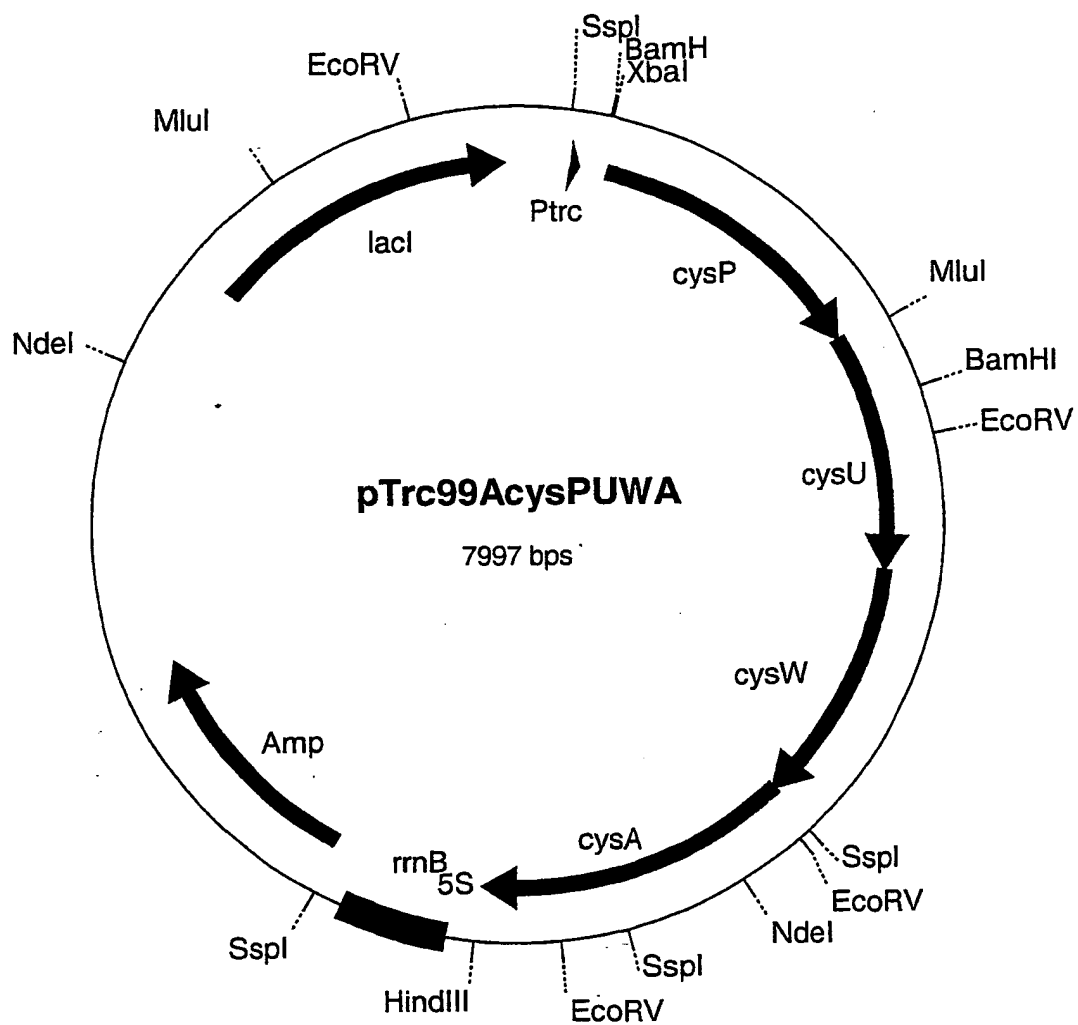 SspI
BamH
XbaI
EcoRV
MluI
Ptrc
lacI
cysP
MluI
NdeI
BamHI
EcoRV
cysU
pTrc99AcysPUWA
7997 bps
cysW
Amp
cysA
rrnB
5S
SspI
EcoRV
NdeI
SspI
SspI
HindIII
EcoRV